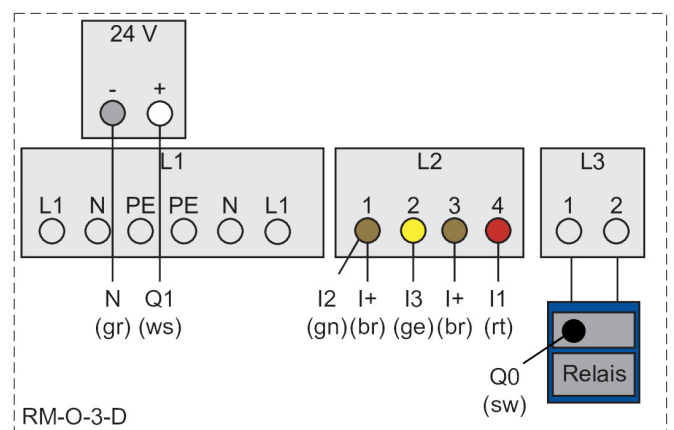 24 V
- +
L1 L2 L3
L1 N PE PE N L1 1 2 3 4 1 2
N Q1 I2 I+ I3 I+ I1
(gr) (ws) (gn) (br) (ge) (br) (rt)
Q0 Relais
(sw)
RM-O-3-D